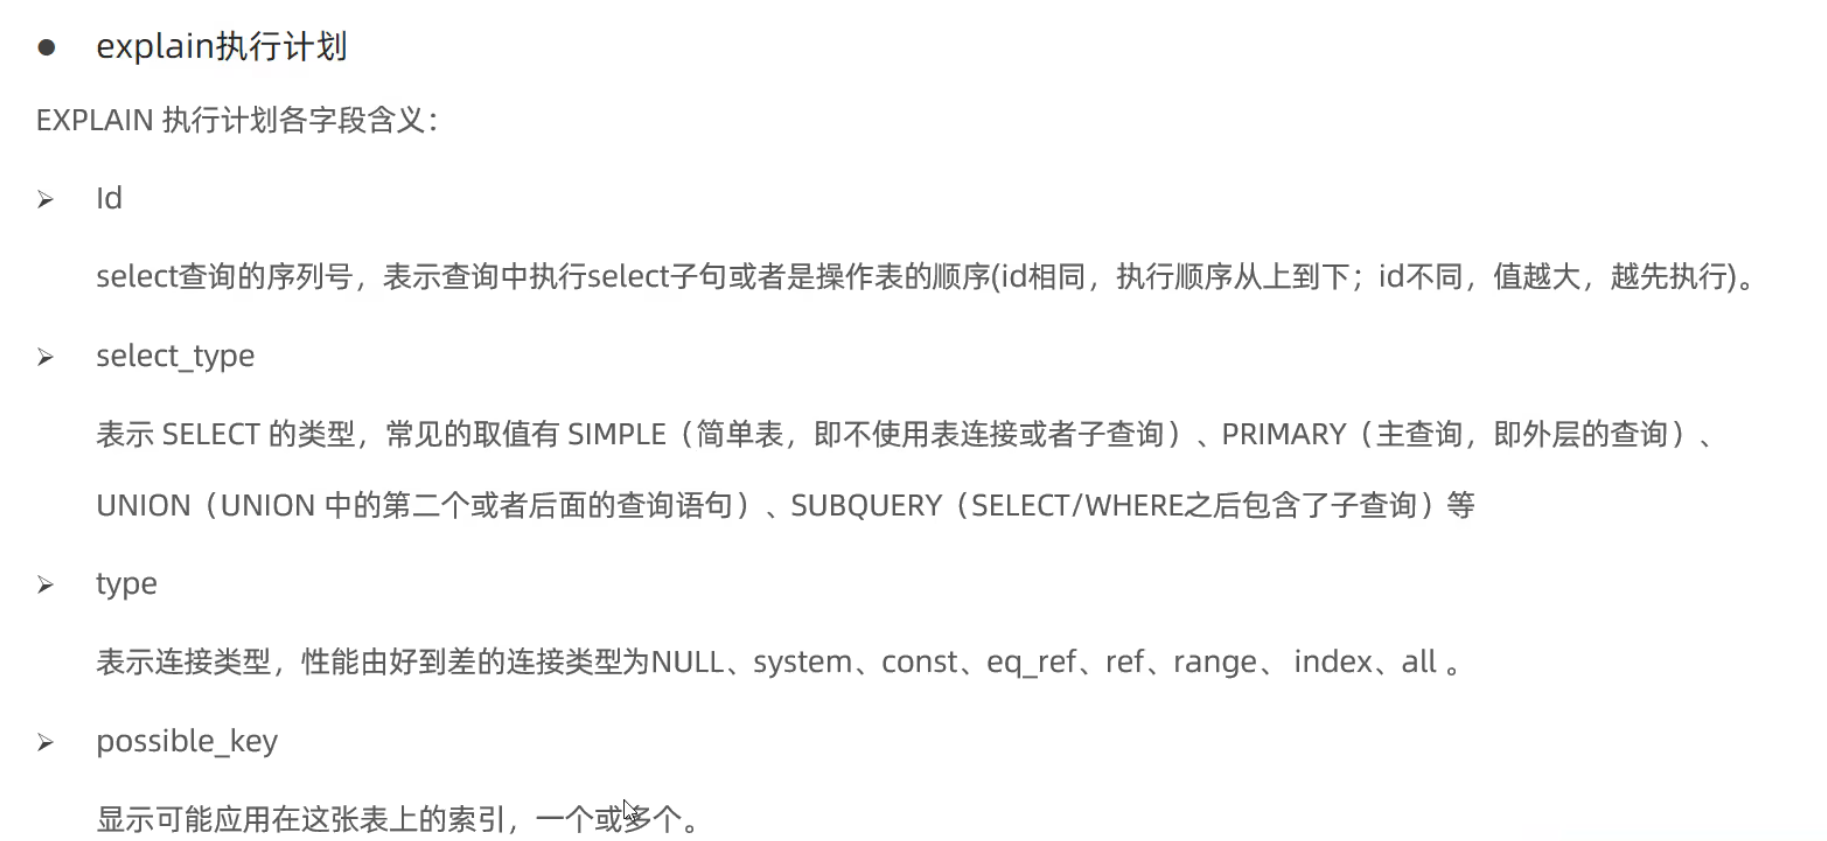 explain执行计划
EXPLAIN 执行计划各字段含义：
Id
select查询的序列号，表示查询中执行select子句或者是操作表的顺序(id相同，执行顺序从上到下；id不同，值越大，越先执行)。
select_type
表示 SELECT 的类型，常见的取值有 SIMPLE（简单表，即不使用表连接或者子查询）、PRIMARY（主查询，即外层的查询）、
UNION（UNION 中的第二个或者后面的查询语句）、SUBQUERY（SELECT/WHERE之后包含了子查询）等
type
表示连接类型，性能由好到差的连接类型为NULL、system、const、eq_ref、ref、range、 index、all 。
possible_key
显示可能应用在这张表上的索引，一个或多个。